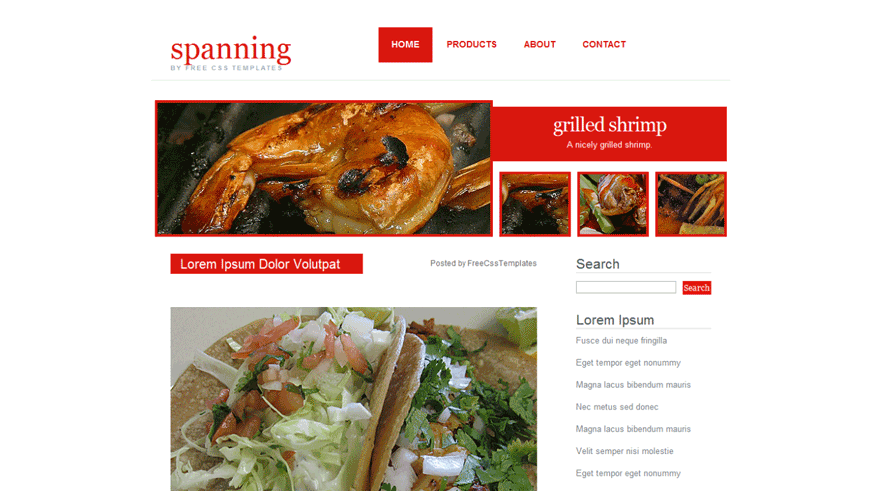 spanning
BY FREE CSS TEMPLATES
HOME
PRODUCTS
ABOUT
CONTACT
grilled shrimp
A nicely grilled shrimp.
Lorem Ipsum Dolor Volutpat
Posted by FreeCssTemplates
Search
Search
Lorem Ipsum
Fusce dui neque fringilla
Eget tempor eget nonummy
Magna lacus bibendum mauris
Nec metus sed donec
Magna lacus bibendum mauris
Velit semper nisi molestie
Eget tempor eget nonummy